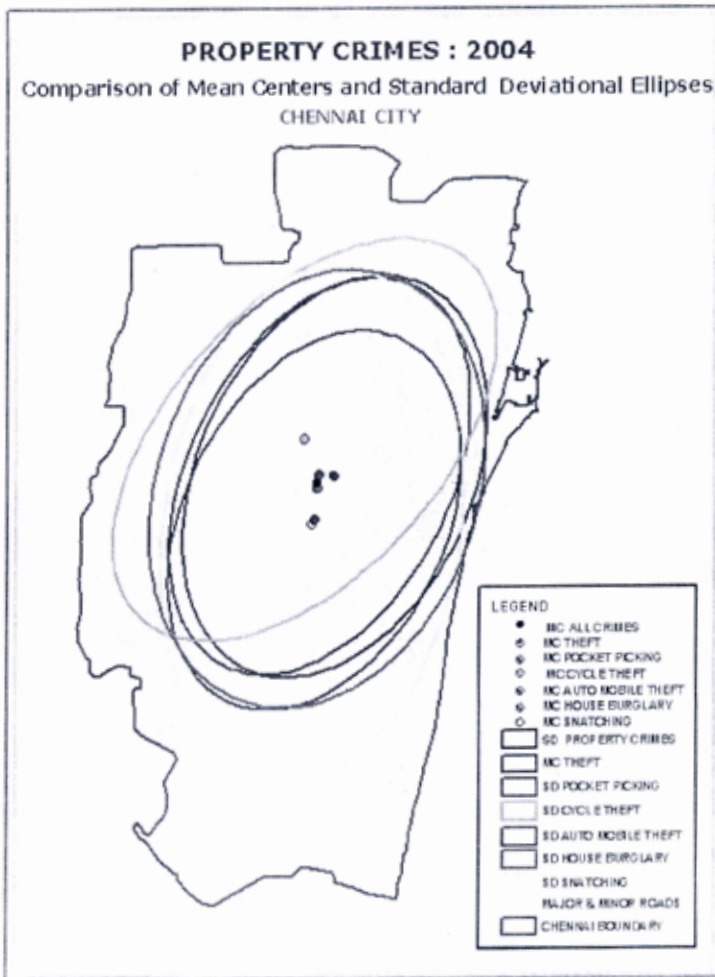 PROPERTY CRIMES : 2004
Comparison of Mean Centers and Standard Deviational Ellipses
CHENNAI CITY
LEGEND
MC ALL CRIMES
MC THEFT
MC POCKET PICKING
MC CYCLE THEFT
MC AUTO MOBILE THEFT
MC HOUSE BURGLARY
MC SNATCHING
SD PROPERTY CRIMES
MC THEFT
SD POCKET PICKING
SD CYCLE THEFT
SD AUTO MOBILE THEFT
SD HOUSE BURGLARY
SD SNATCHING
MAJOR & MINOR ROADS
CHENNAI BOUNDARY